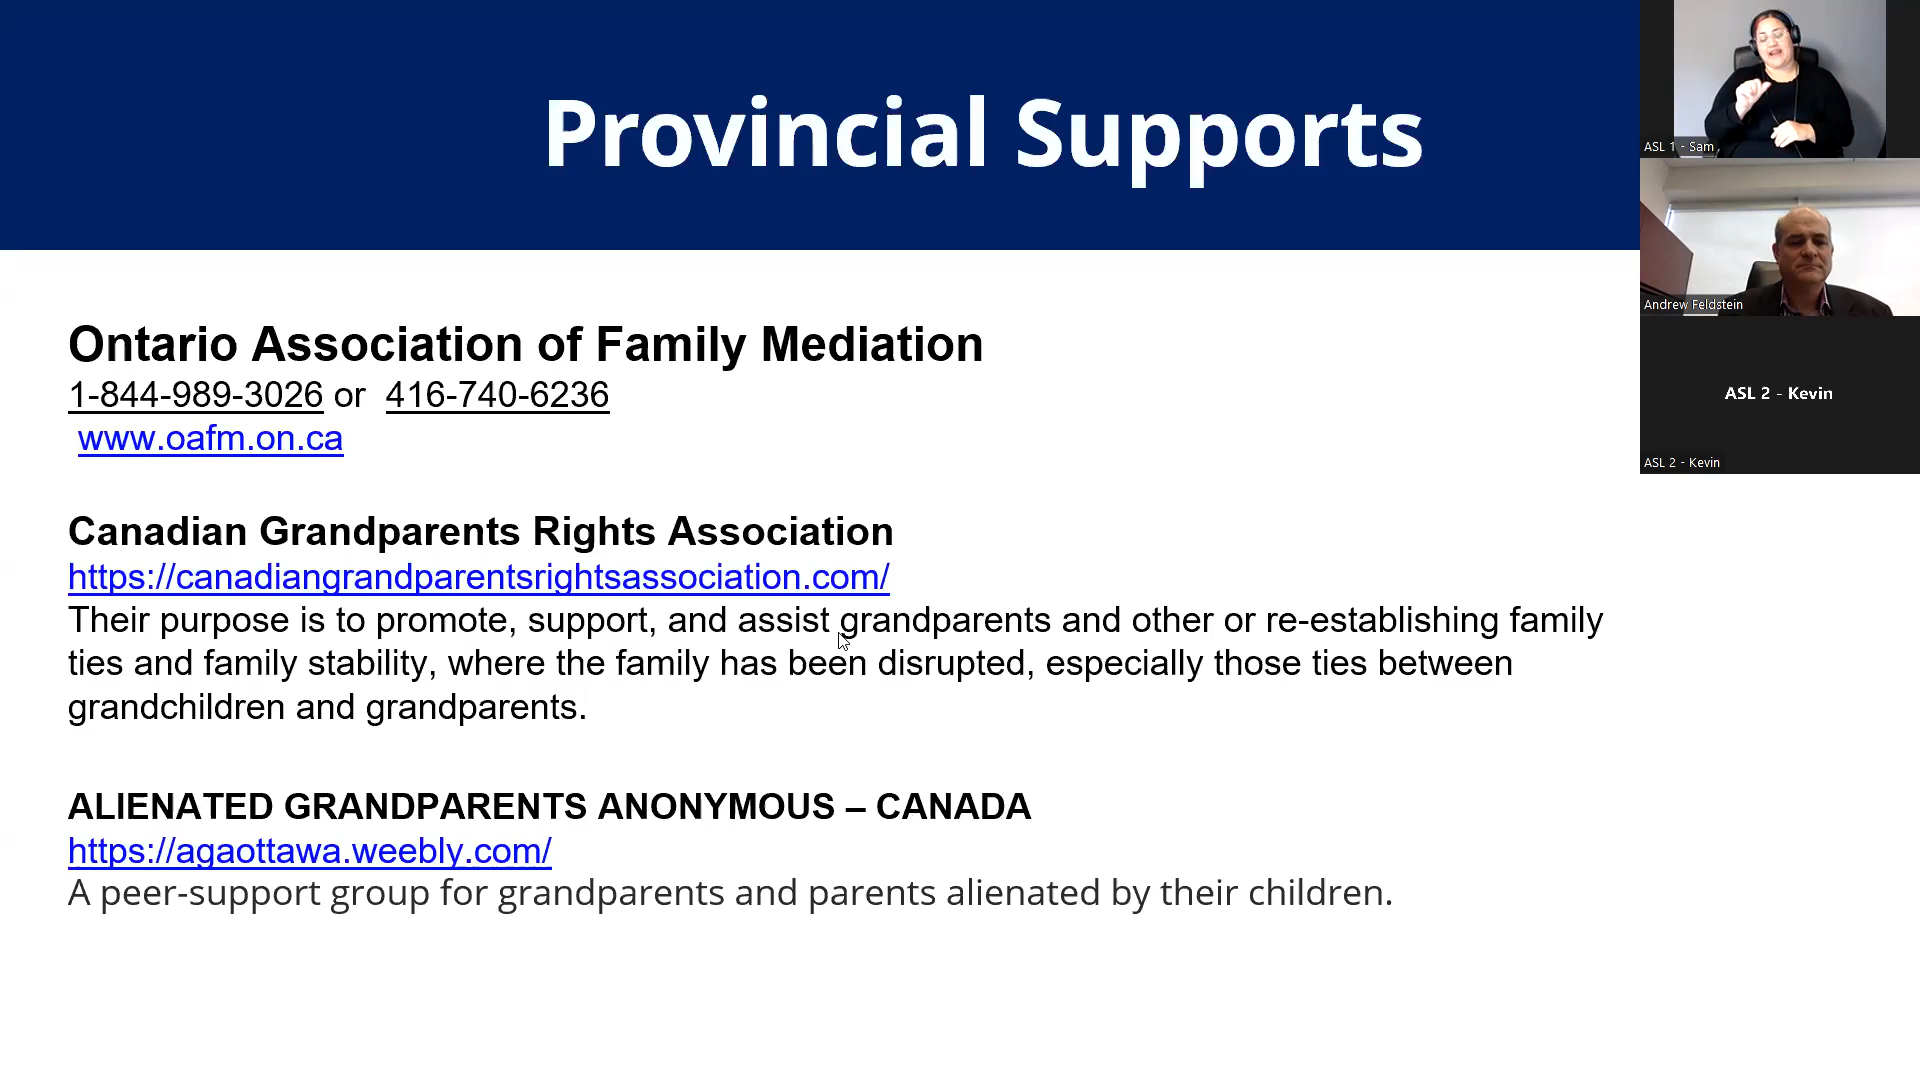 Provincial Supports
Ontario Association of Family Mediation
1-844-989-3026 or 416-740-6236
www.oafm.on.ca
Canadian Grandparents Rights Association
https://canadiangrandparentsrightsassociation.com/
Their purpose is to promote, support, and assist grandparents and other or re-establishing family
ties and family stability, where the family has been disrupted, especially those ties between
grandchildren and grandparents.
ALIENATED GRANDPARENTS ANONYMOUS – CANADA
https://agaottawa.weebly.com/
A peer-support group for grandparents and parents alienated by their children.
ASL 1 - Sam
Andrew Feldstein
ASL 2 - Kevin
ASL 2 - Kevin